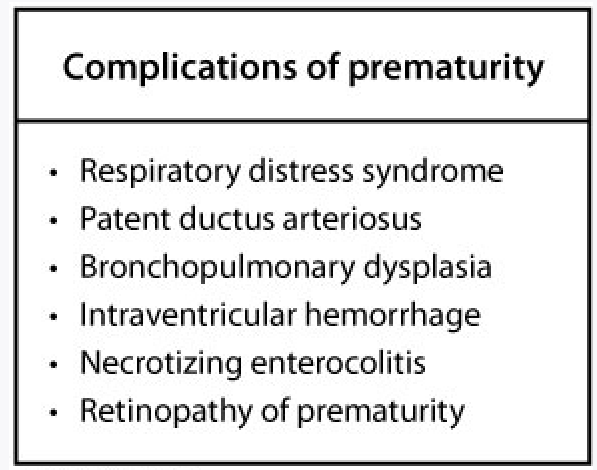 Complications of prematurity
• Respiratory distress syndrome
• Patent ductus arteriosus
• Bronchopulmonary dysplasia
• Intraventricular hemorrhage
• Necrotizing enterocolitis
• Retinopathy of prematurity